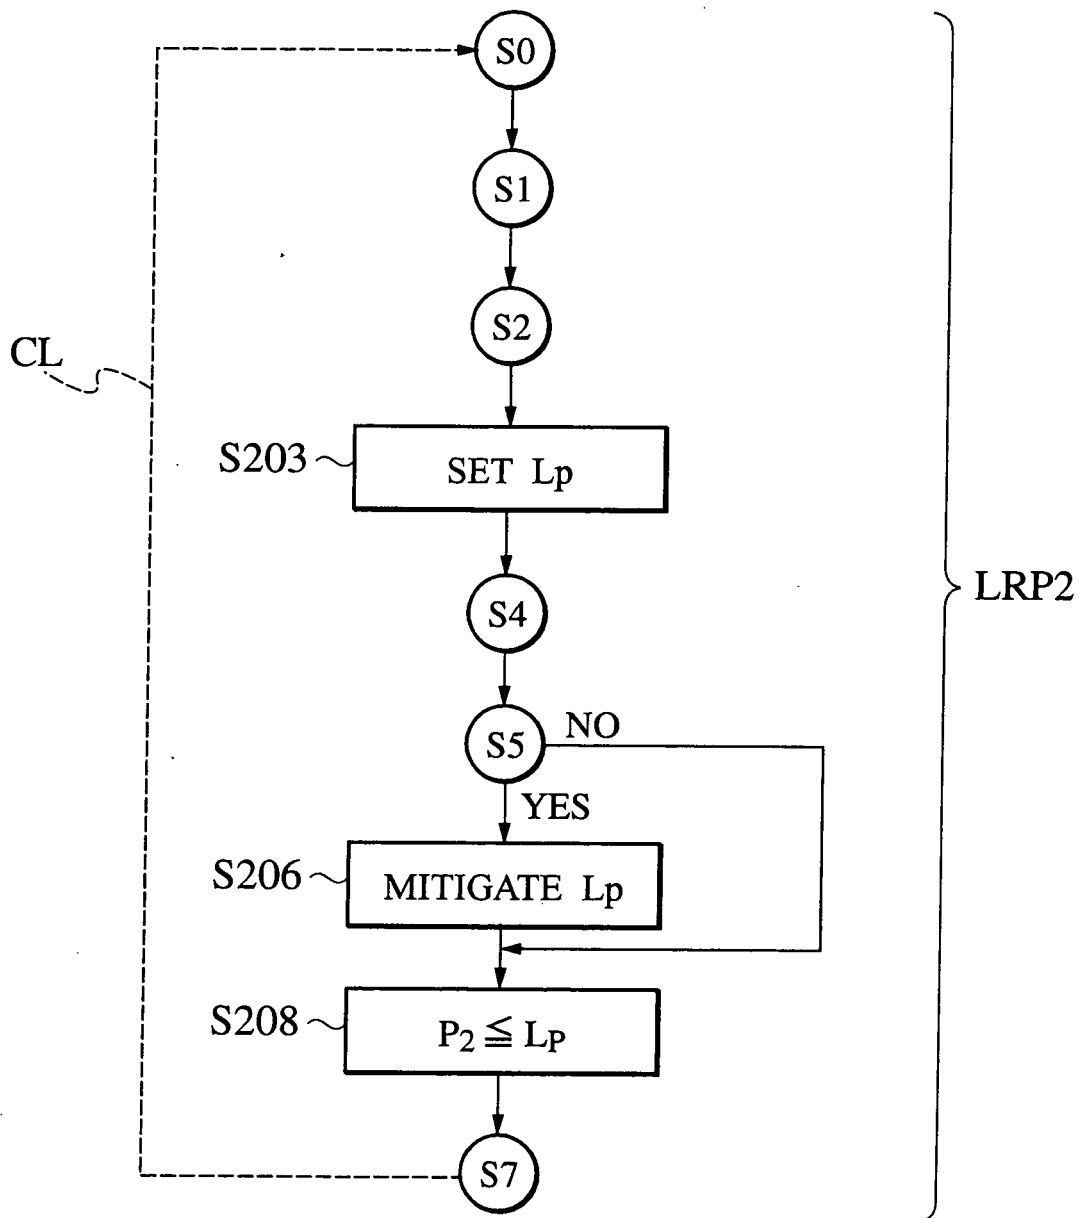 S0
S1
S2
CL
S203
SET Lp
S4
LRP2
S5
NO
YES
S206
MITIGATE Lp
S208
P₂ ≦ LP
S7